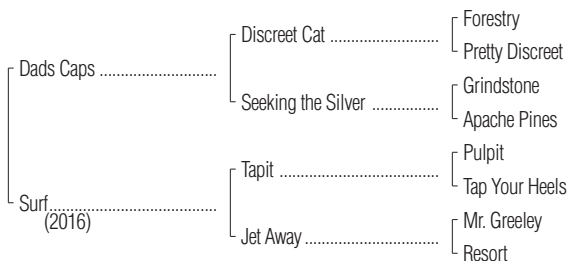 Forestry
Discreet Cat
Pretty Discreet
Dads Caps
Grindstone
Seeking the Silver
Apache Pines
Pulpit
Tapit
Tap Your Heels
Surf
(2016)
Mr. Greeley
Jet Away
Resort